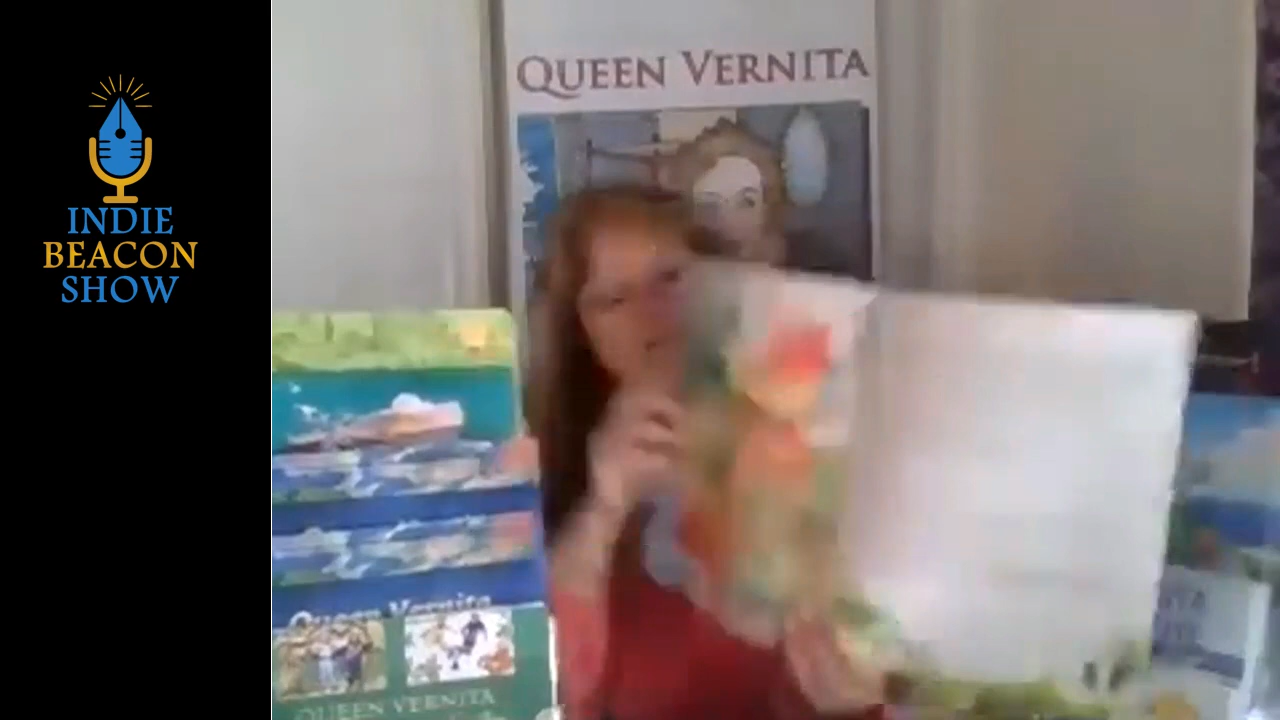 INDIE
BEACON
SHOW
QUEEN VERNITA
Queen Vernita
QUEEN VERNITA